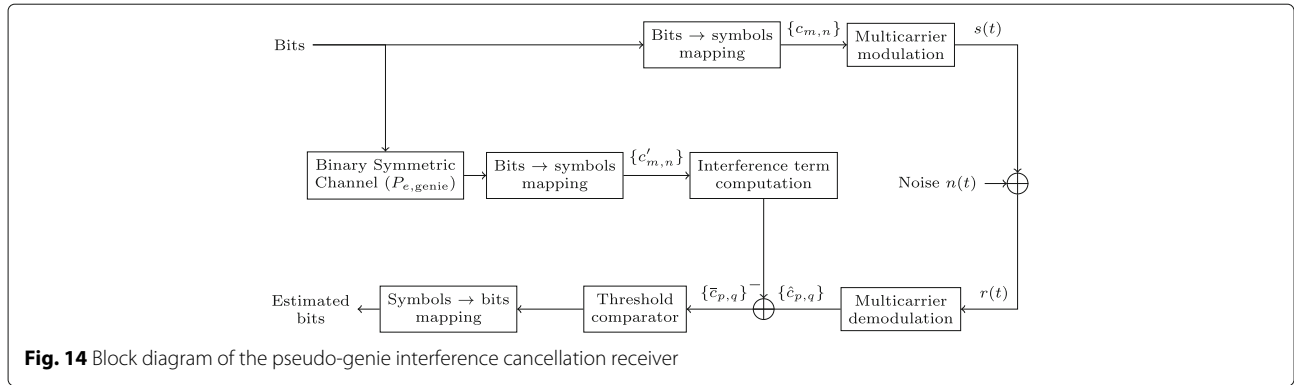 Bits
Bits → symbols
mapping
{c_{m,n}}
Multicarrier
modulation
s(t)
Binary Symmetric
Channel (P_{e,genie})
Bits → symbols
mapping
{c′_{m,n}}
Interference term
computation
Noise n(t)
Estimated
bits
Symbols → bits
mapping
Threshold
comparator
{c̅_{p,q}}
−
{ĉ_{p,q}}
Multicarrier
demodulation
r(t)
Fig. 14 Block diagram of the pseudo-genie interference cancellation receiver